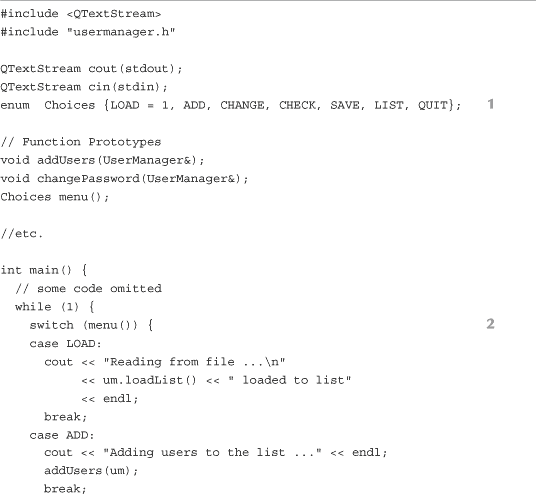 #include <QTextStream>
#include "usermanager.h"

QTextStream cout(stdout);
QTextStream cin(stdin);
enum  Choices {LOAD = 1, ADD, CHANGE, CHECK, SAVE, LIST, QUIT};   1

// Function Prototypes
void addUsers(UserManager&);
void changePassword(UserManager&);
Choices menu();

//etc.

int main() {
  // some code omitted
  while (1) {
    switch (menu()) {   2
    case LOAD:
      cout << "Reading from file ...\n"
           << um.loadList() << " loaded to list"
           << endl;
      break;
    case ADD:
      cout << "Adding users to the list ..." << endl;
      addUsers(um);
      break;